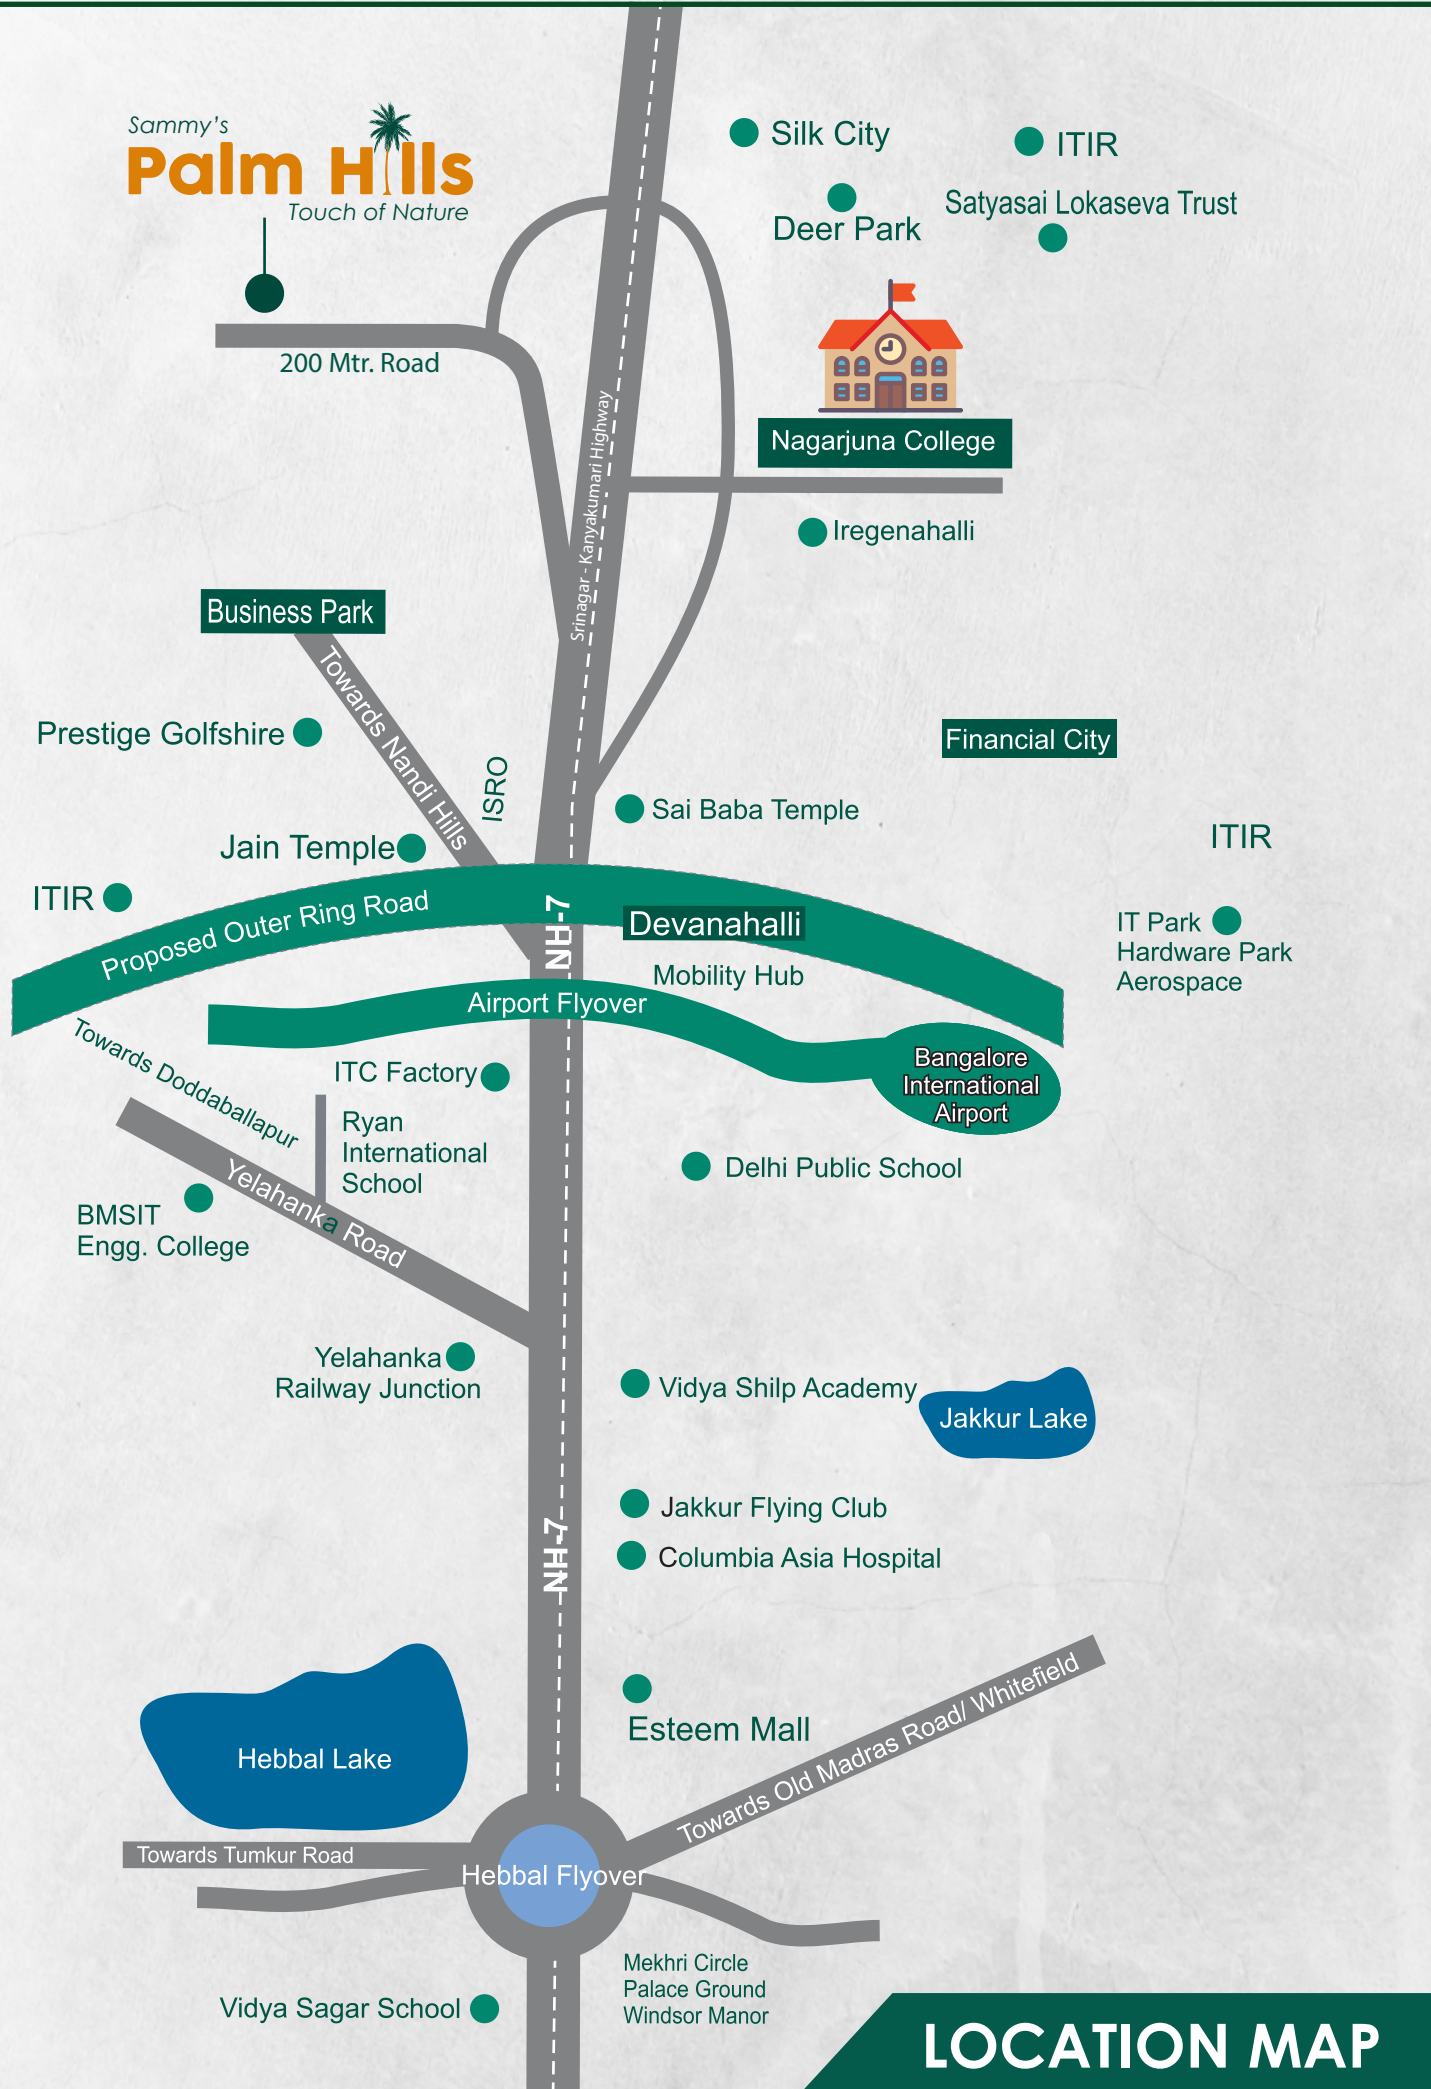 Sammy's
Palm Hills
Touch of Nature
Silk City
ITIR
Deer Park
Satyasai Lokaseva Trust
200 Mtr. Road
Srinagar - Kanyakumari Highway
Nagarjuna College
Iregenahalli
Business Park
Towards Nandi Hills
Prestige Golfshire
ISRO
Financial City
Sai Baba Temple
ITIR
Jain Temple
ITIR
Proposed Outer Ring Road
NH-7
Devanahalli
IT Park
Hardware Park
Aerospace
Mobility Hub
Airport Flyover
Towards Doddaballapur
ITC Factory
Bangalore
International
Airport
Ryan
International
School
Delhi Public School
Yelahanka Road
BMSIT
Engg. College
Yelahanka
Railway Junction
Vidya Shilp Academy
Jakkur Lake
Jakkur Flying Club
NH-7
Columbia Asia Hospital
Esteem Mall
Towards Old Madras Road/ Whitefield
Hebbal Lake
Towards Tumkur Road
Hebbal Flyover
Mekhri Circle
Palace Ground
Windsor Manor
Vidya Sagar School
LOCATION MAP